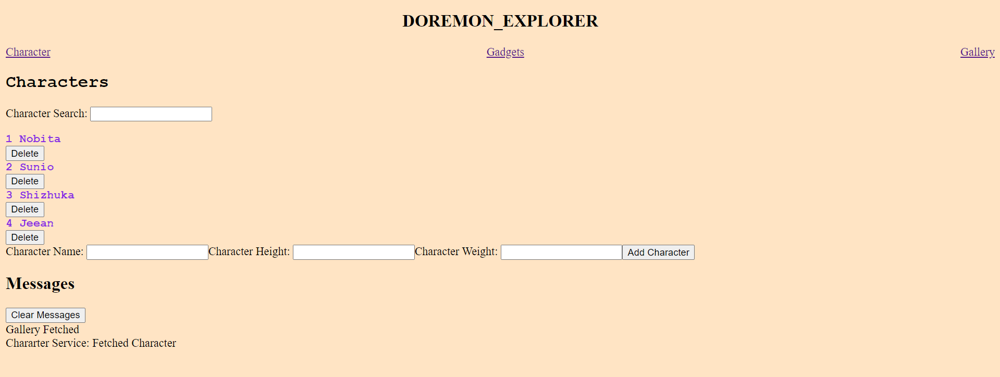 DOREMON_EXPLORER
Character Gadgets Gallery
Characters
Character Search:
1 Nobita
Delete
2 Sunio
Delete
3 Shizhuka
Delete
4 Jeean
Delete
Character Name: Character Height: Character Weight: Add Character
Messages
Clear Messages
Gallery Fetched
Chararter Service: Fetched Character